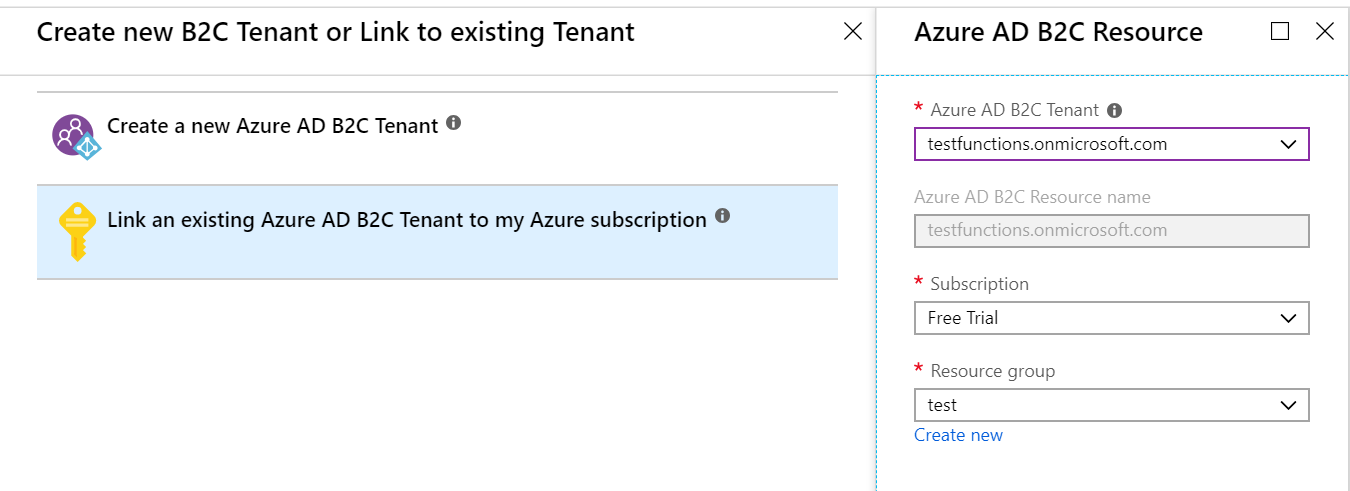 Create new B2C Tenant or Link to existing Tenant
Create a new Azure AD B2C Tenant
Link an existing Azure AD B2C Tenant to my Azure subscription
Azure AD B2C Resource
* Azure AD B2C Tenant
testfunctions.onmicrosoft.com
Azure AD B2C Resource name
testfunctions.onmicrosoft.com
* Subscription
Free Trial
* Resource group
test
Create new